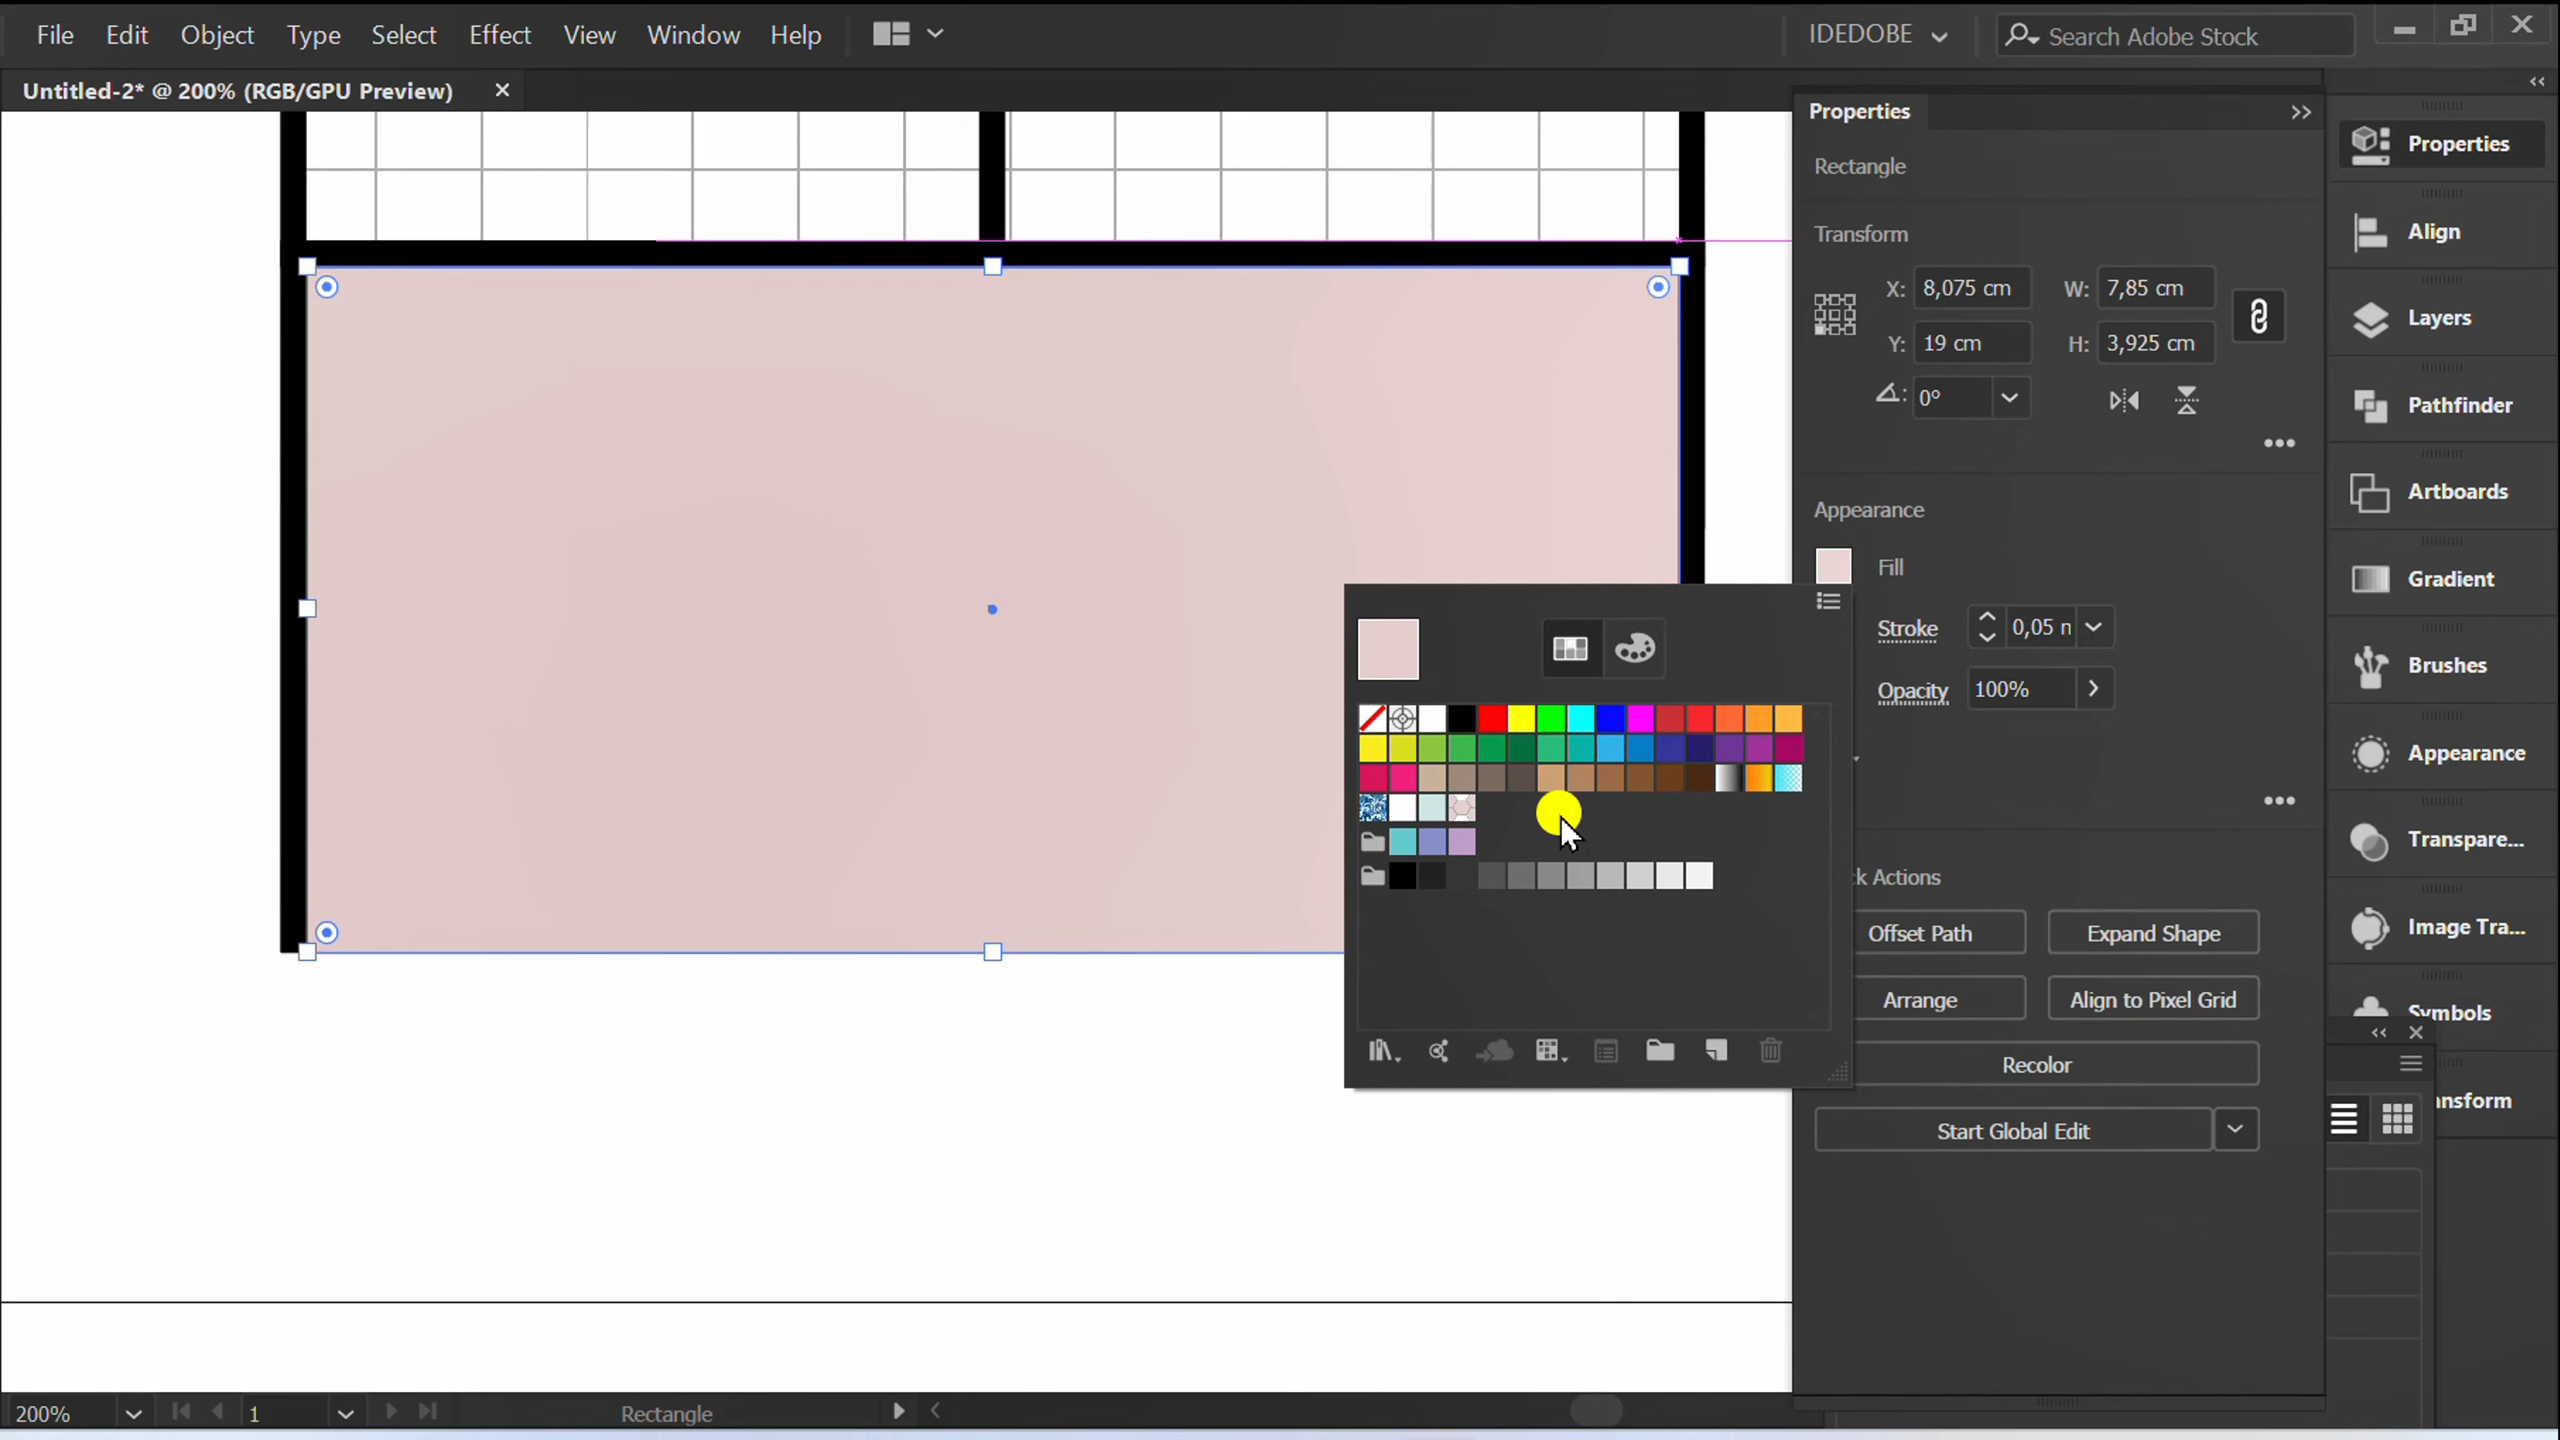 File Edit Object Type Select Effect View Window Help
IDEDOBE
Search Adobe Stock
Untitled-2* @ 200% (RGB/GPU Preview)
Properties
Rectangle
Transform
X: 8,075 cm W: 7,85 cm
Y: 19 cm H: 3,925 cm
0°
Appearance
Fill
Stroke 0,05 n
Opacity 100%
k Actions
Offset Path Expand Shape
Arrange Align to Pixel Grid
Recolor
Start Global Edit
Properties
Align
Layers
Pathfinder
Artboards
Gradient
Brushes
Appearance
Transpare...
Image Tra...
Symbols
ansform
200% 1 Rectangle